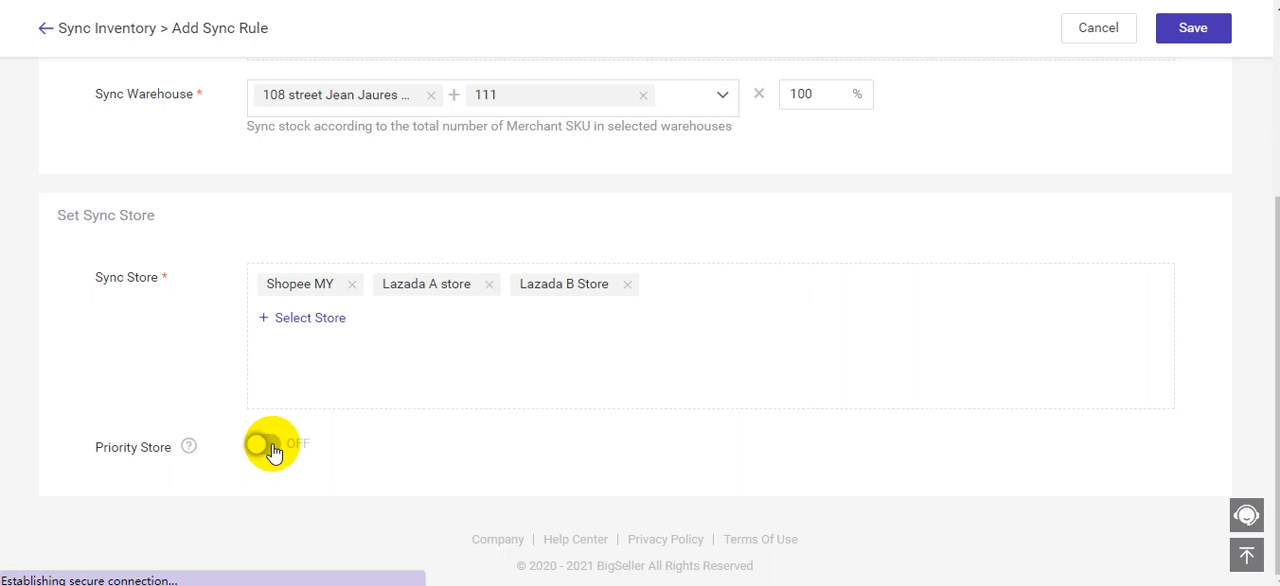 Sync Inventory > Add Sync Rule
Cancel
Save
Sync Warehouse *
108 street Jean Jaures ...
111
100 %
Sync stock according to the total number of Merchant SKU in selected warehouses
Set Sync Store
Sync Store *
Shopee MY
Lazada A store
Lazada B Store
+ Select Store
Priority Store ?
OFF
Company | Help Center | Privacy Policy | Terms Of Use
© 2020 - 2021 BigSeller All Rights Reserved
Establishing secure connection...